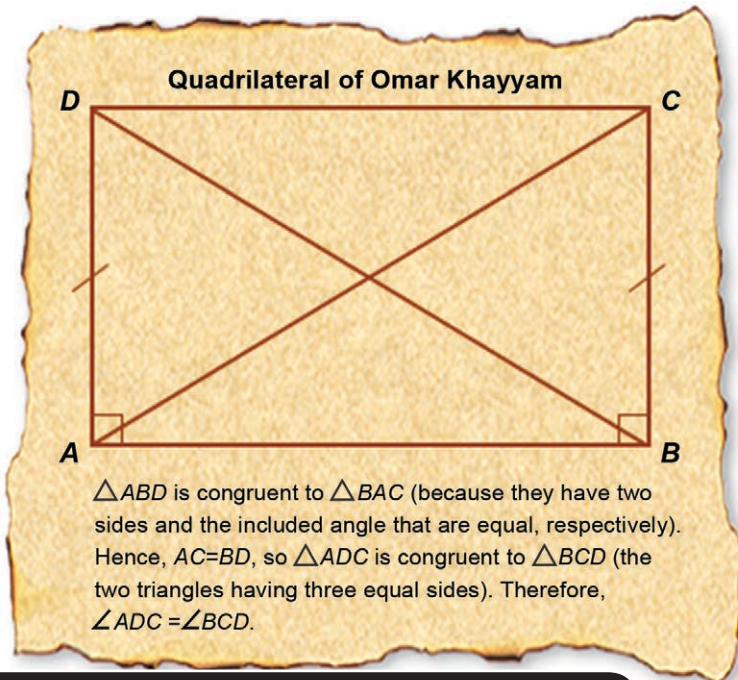 Quadrilateral of Omar Khayyam
D
C
A
B
△ABD is congruent to △BAC (because they have two
sides and the included angle that are equal, respectively).
Hence, AC=BD, so △ADC is congruent to △BCD (the
two triangles having three equal sides). Therefore,
∠ADC =∠BCD.